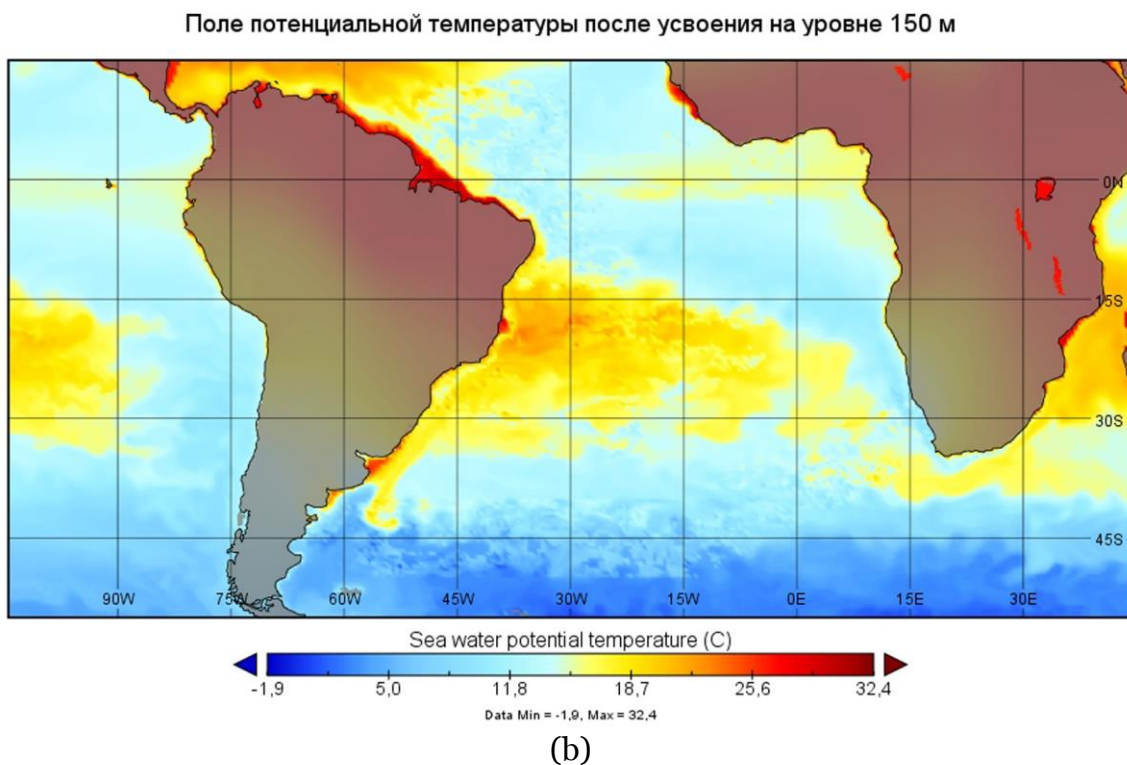 Поле потенциальной температуры после усвоения на уровне 150 м
0N
15S
30S
45S
90W 75W 60W 45W 30W 15W 0E 15E 30E
Sea water potential temperature (C)
-1,9 5,0 11,8 18,7 25,6 32,4
Data Min = -1,9, Max = 32,4
(b)